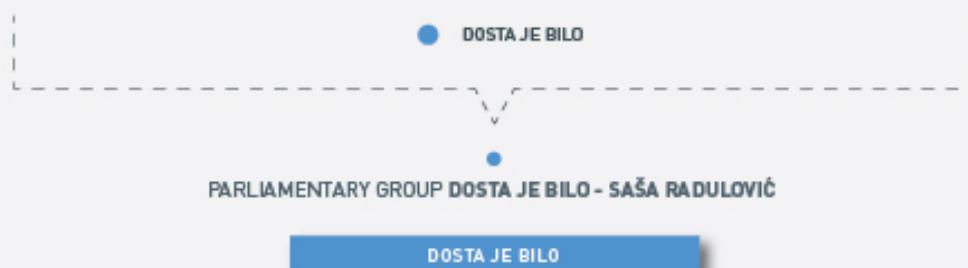 DOSTA JE BILO
PARLIAMENTARY GROUP DOSTA JE BILO - SAŠA RADULOVIĆ
DOSTA JE BILO